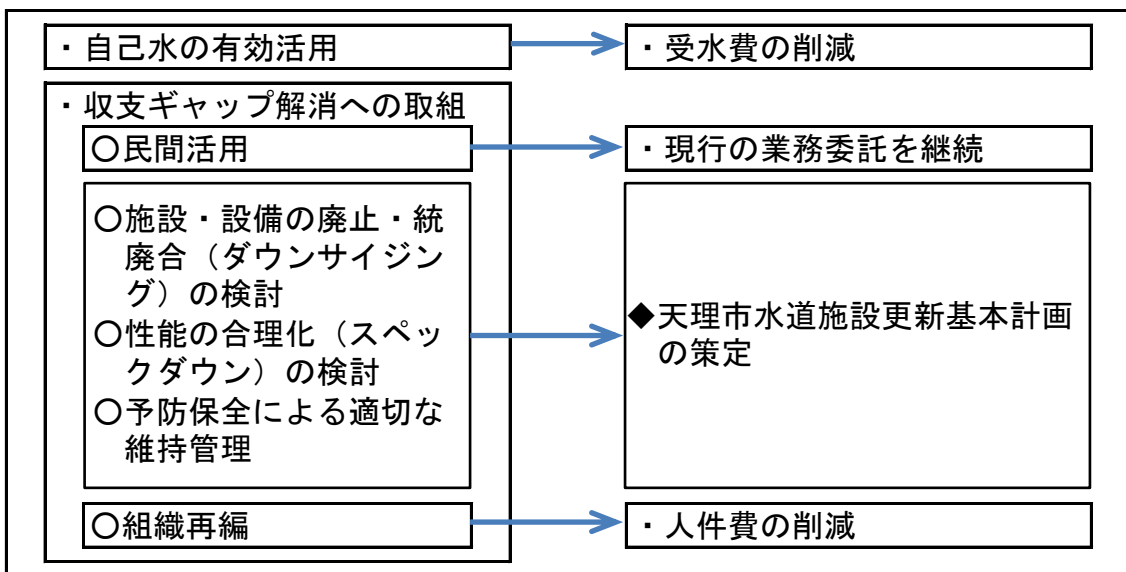 ・自己水の有効活用
・受水費の削減
・収支ギャップ解消への取組
○民間活用
・現行の業務委託を継続
○施設・設備の廃止・統
廃合（ダウンサイジン
グ）の検討
○性能の合理化（スペッ
クダウン）の検討
○予防保全による適切な
維持管理
◆天理市水道施設更新基本計画
の策定
○組織再編
・人件費の削減